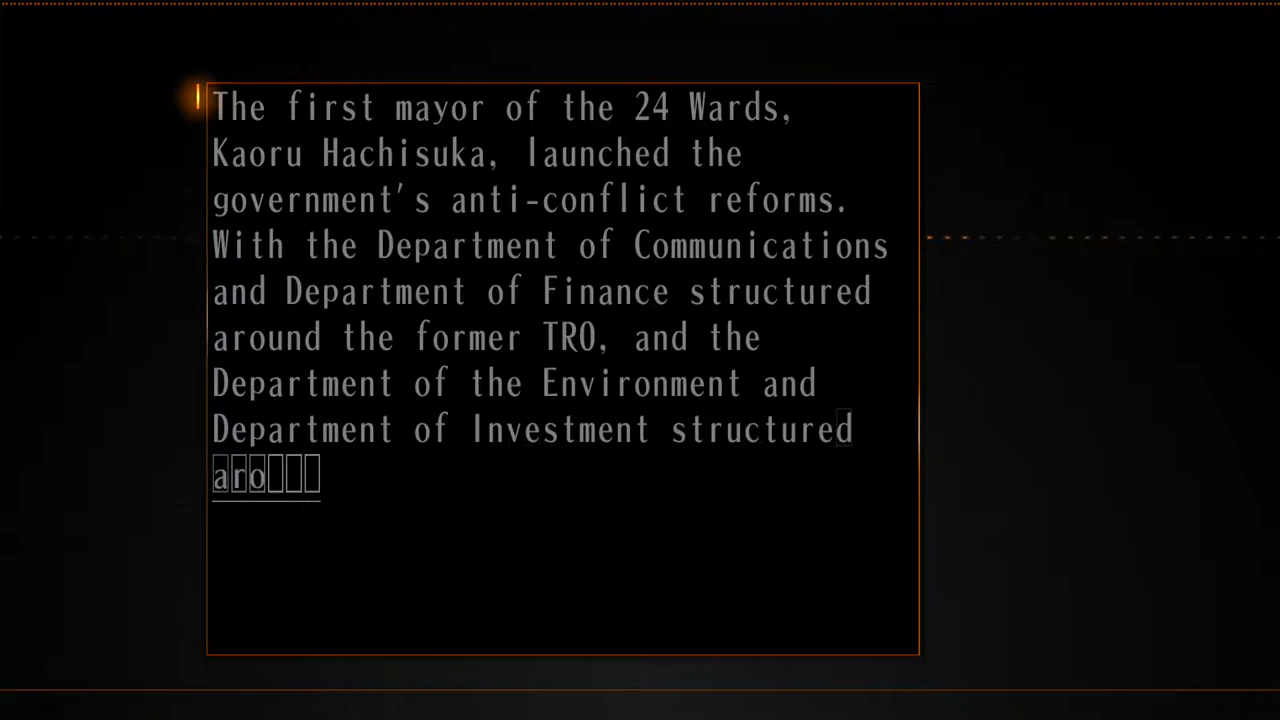 The first mayor of the 24 Wards,
Kaoru Hachisuka, launched the
government's anti-conflict reforms.
With the Department of Communications
and Department of Finance structured
around the former TRO, and the
Department of the Environment and
Department of Investment structured
aro